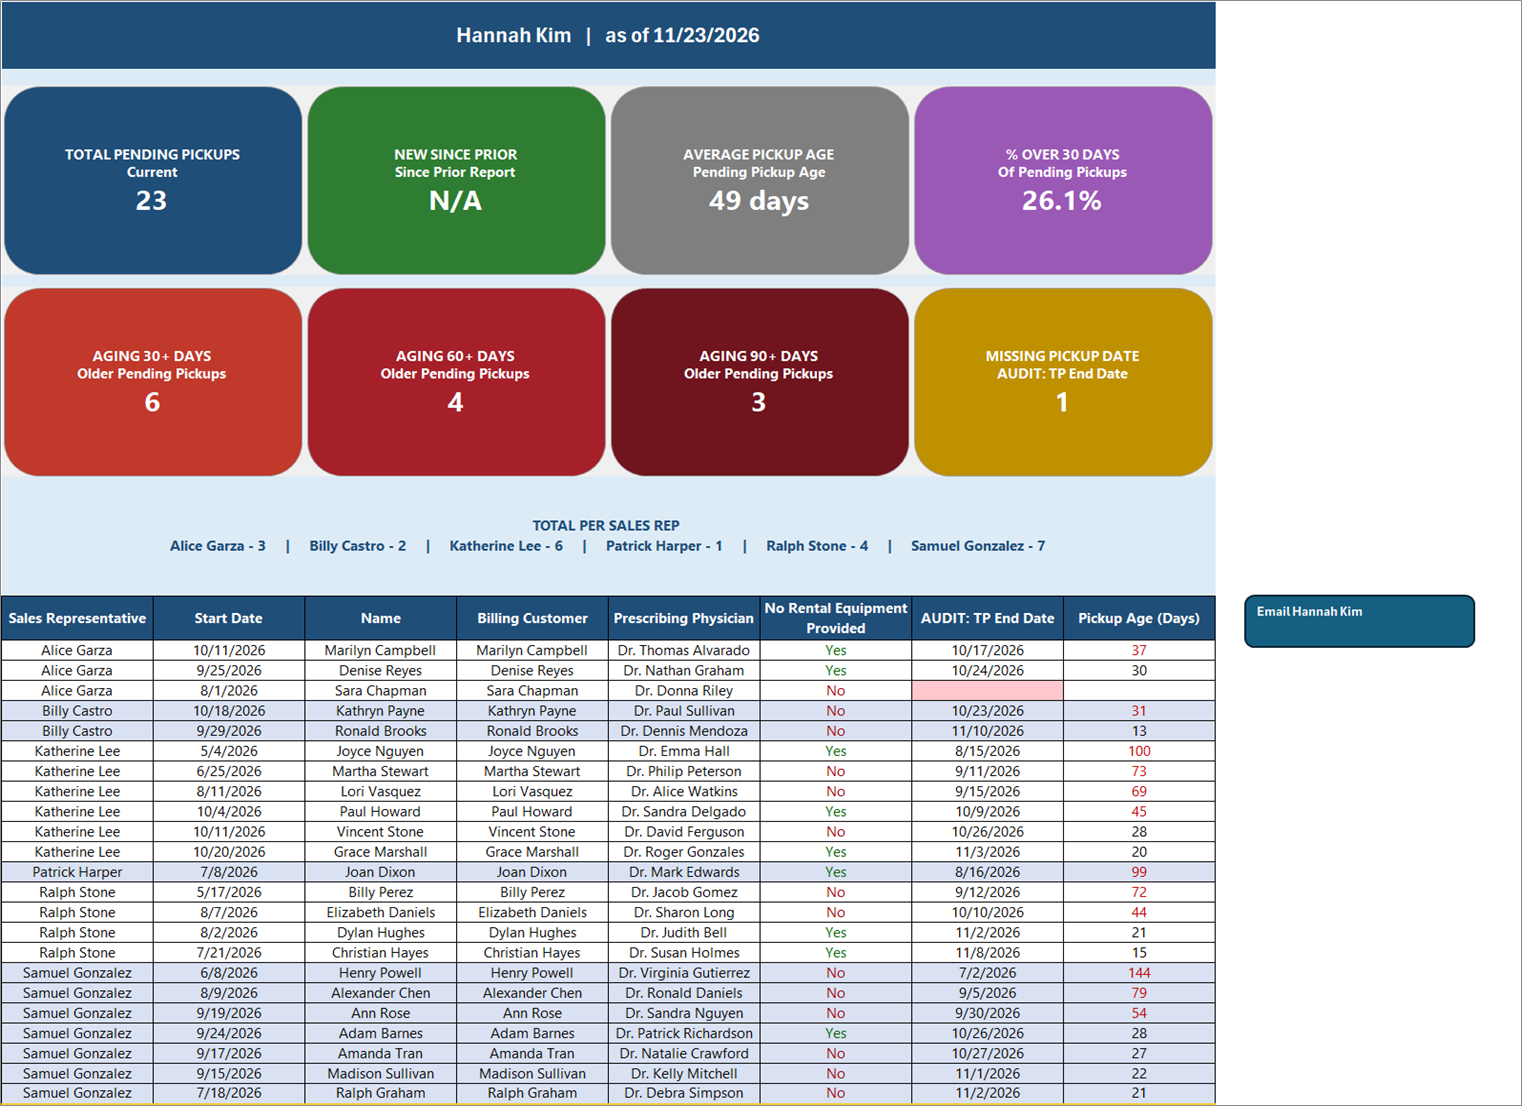 Hannah Kim | as of 11/23/2026
TOTAL PENDING PICKUPS
Current
23
NEW SINCE PRIOR
Since Prior Report
N/A
AVERAGE PICKUP AGE
Pending Pickup Age
49 days
% OVER 30 DAYS
Of Pending Pickups
26.1%
AGING 30+ DAYS
Older Pending Pickups
6
AGING 60+ DAYS
Older Pending Pickups
4
AGING 90+ DAYS
Older Pending Pickups
3
MISSING PICKUP DATE
AUDIT: TP End Date
1
TOTAL PER SALES REP
Alice Garza - 3 | Billy Castro - 2 | Katherine Lee - 6 | Patrick Harper - 1 | Ralph Stone - 4 | Samuel Gonzalez - 7
Sales Representative Start Date Name Billing Customer Prescribing Physician No Rental Equipment Provided AUDIT: TP End Date Pickup Age (Days)
Email Hannah Kim
Alice Garza 10/11/2026 Marilyn Campbell Marilyn Campbell Dr. Thomas Alvarado Yes 10/17/2026 37
Alice Garza 9/25/2026 Denise Reyes Denise Reyes Dr. Nathan Graham Yes 10/24/2026 30
Alice Garza 8/1/2026 Sara Chapman Sara Chapman Dr. Donna Riley No
Billy Castro 10/18/2026 Kathryn Payne Kathryn Payne Dr. Paul Sullivan No 10/23/2026 31
Billy Castro 9/29/2026 Ronald Brooks Ronald Brooks Dr. Dennis Mendoza No 11/10/2026 13
Katherine Lee 5/4/2026 Joyce Nguyen Joyce Nguyen Dr. Emma Hall Yes 8/15/2026 100
Katherine Lee 6/25/2026 Martha Stewart Martha Stewart Dr. Philip Peterson No 9/11/2026 73
Katherine Lee 8/11/2026 Lori Vasquez Lori Vasquez Dr. Alice Watkins No 9/15/2026 69
Katherine Lee 10/4/2026 Paul Howard Paul Howard Dr. Sandra Delgado Yes 10/9/2026 45
Katherine Lee 10/11/2026 Vincent Stone Vincent Stone Dr. David Ferguson No 10/26/2026 28
Katherine Lee 10/20/2026 Grace Marshall Grace Marshall Dr. Roger Gonzales Yes 11/3/2026 20
Patrick Harper 7/8/2026 Joan Dixon Joan Dixon Dr. Mark Edwards Yes 8/16/2026 99
Ralph Stone 5/17/2026 Billy Perez Billy Perez Dr. Jacob Gomez No 9/12/2026 72
Ralph Stone 8/7/2026 Elizabeth Daniels Elizabeth Daniels Dr. Sharon Long No 10/10/2026 44
Ralph Stone 8/2/2026 Dylan Hughes Dylan Hughes Dr. Judith Bell Yes 11/2/2026 21
Ralph Stone 7/21/2026 Christian Hayes Christian Hayes Dr. Susan Holmes Yes 11/8/2026 15
Samuel Gonzalez 6/8/2026 Henry Powell Henry Powell Dr. Virginia Gutierrez No 7/2/2026 144
Samuel Gonzalez 8/9/2026 Alexander Chen Alexander Chen Dr. Ronald Daniels No 9/5/2026 79
Samuel Gonzalez 9/19/2026 Ann Rose Ann Rose Dr. Sandra Nguyen No 9/30/2026 54
Samuel Gonzalez 9/24/2026 Adam Barnes Adam Barnes Dr. Patrick Richardson Yes 10/26/2026 28
Samuel Gonzalez 9/17/2026 Amanda Tran Amanda Tran Dr. Natalie Crawford No 10/27/2026 27
Samuel Gonzalez 9/15/2026 Madison Sullivan Madison Sullivan Dr. Kelly Mitchell No 11/1/2026 22
Samuel Gonzalez 7/18/2026 Ralph Graham Ralph Graham Dr. Debra Simpson No 11/2/2026 21